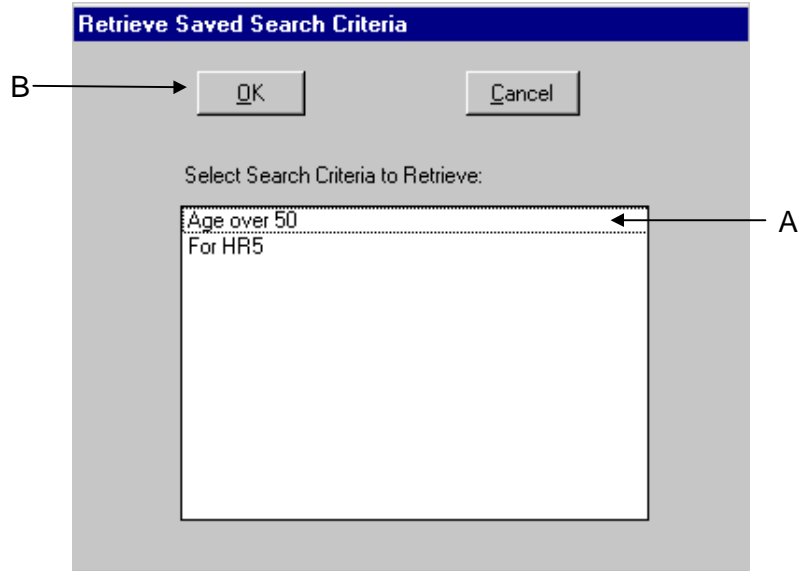 Retrieve Saved Search Criteria
B OK Cancel
Select Search Criteria to Retrieve:
Age over 50 A
For HR5